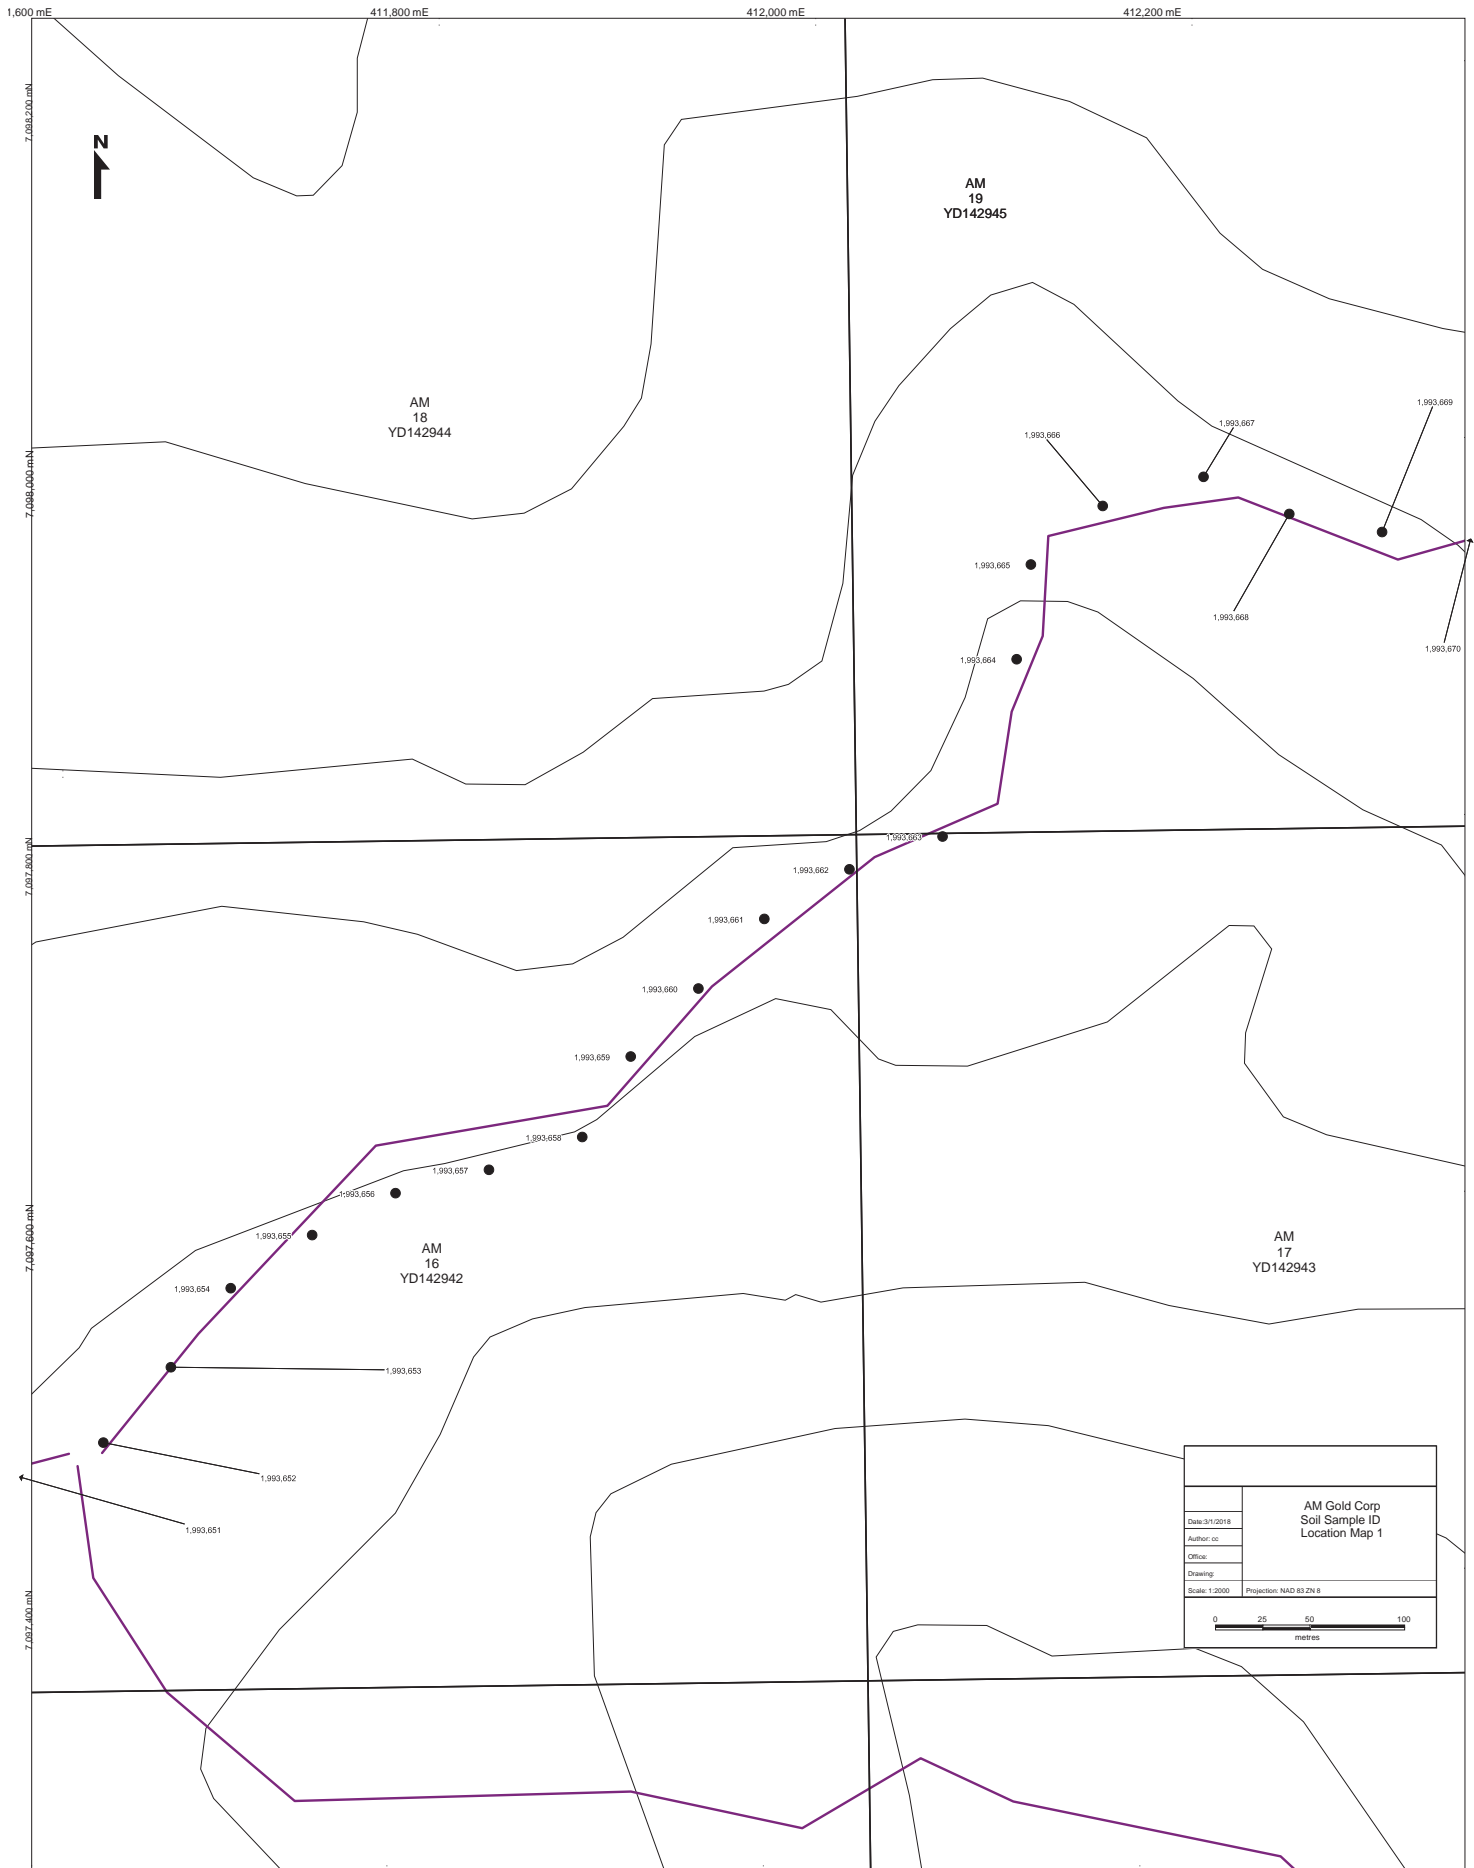 1,600 mE
411,800 mE
412,000 mE
412,200 mE
7,098,200 mN
N
AM
19
YD142945
AM
18
YD142944
1,993,669
1,993,667
1,993,666
7,098,000 mN
1,993,665
1,993,668
1,993,670
1,993,664
1,993,663
7,097,800 mN
1,993,662
1,993,661
1,993,660
1,993,659
1,993,658
1,993,657
1,993,656
1,993,655
7,097,600 mN
AM
16
YD142942
AM
17
YD142943
1,993,654
1,993,653
1,993,652
1,993,651
7,097,400 mN
AM Gold Corp
Soil Sample ID
Location Map 1
Date:3/1/2018
Author: cc
Office:
Drawing:
Scale: 1:2000
Projection: NAD 83 ZN 8
0 25 50 100
metres